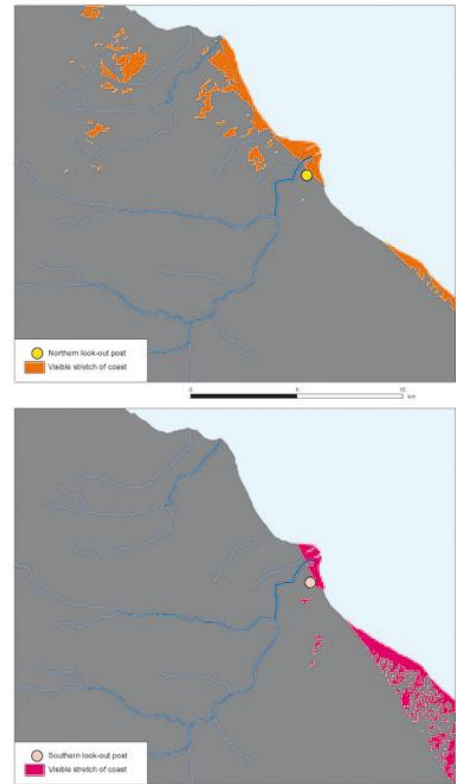 Northern look-out post
Visible stretch of coast
0 5 10
km
Southern look-out post
Visible stretch of coast